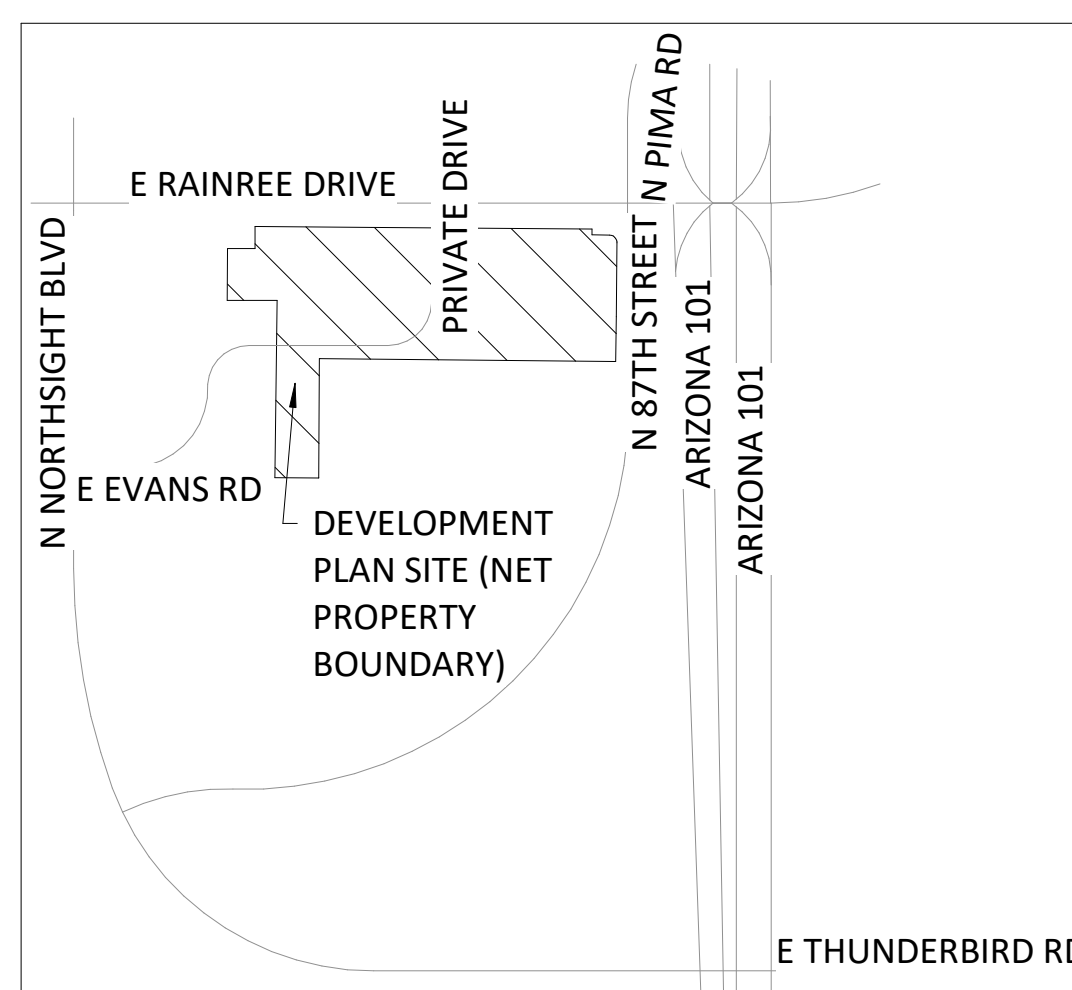 E RAINREE DRIVE
PRIVATE DRIVE
N PIMA RD
N NORTHSIGHT BLVD
N 87TH STREET
ARIZONA 101
ARIZONA 101
E EVANS RD
DEVELOPMENT
PLAN SITE (NET
PROPERTY
BOUNDARY)
E THUNDERBIRD RD